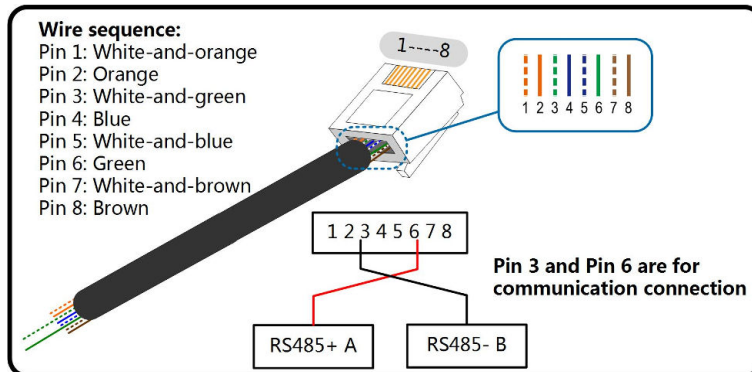 Wire sequence:
Pin 1: White-and-orange
Pin 2: Orange
Pin 3: White-and-green
Pin 4: Blue
Pin 5: White-and-blue
Pin 6: Green
Pin 7: White-and-brown
Pin 8: Brown
1----8
1 2 3 4 5 6 7 8
1 2 3 4 5 6 7 8
Pin 3 and Pin 6 are for
communication connection
RS485+ A
RS485- B